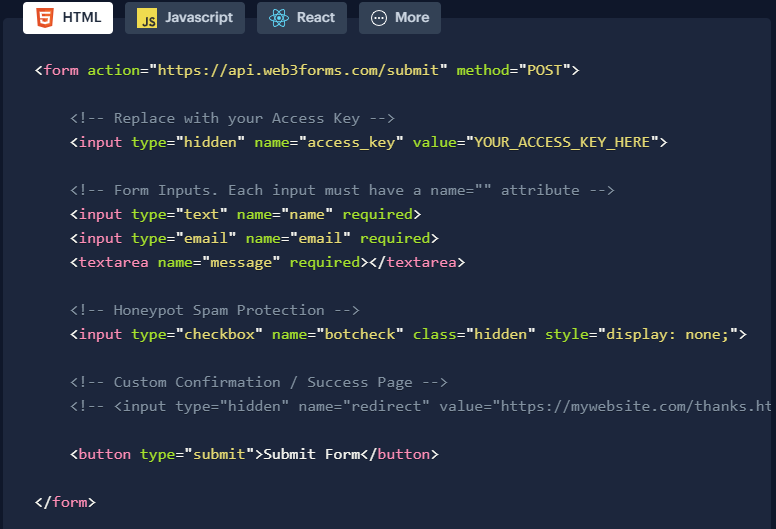 HTML
JS Javascript
React
More
<form action="https://api.web3forms.com/submit" method="POST">
<!-- Replace with your Access Key -->
<input type="hidden" name="access_key" value="YOUR_ACCESS_KEY_HERE">
<!-- Form Inputs. Each input must have a name="" attribute -->
<input type="text" name="name" required>
<input type="email" name="email" required>
<textarea name="message" required></textarea>
<!-- Honeypot Spam Protection -->
<input type="checkbox" name="botcheck" class="hidden" style="display: none;">
<!-- Custom Confirmation / Success Page -->
<!-- <input type="hidden" name="redirect" value="https://mywebsite.com/thanks.ht
<button type="submit">Submit Form</button>
</form>